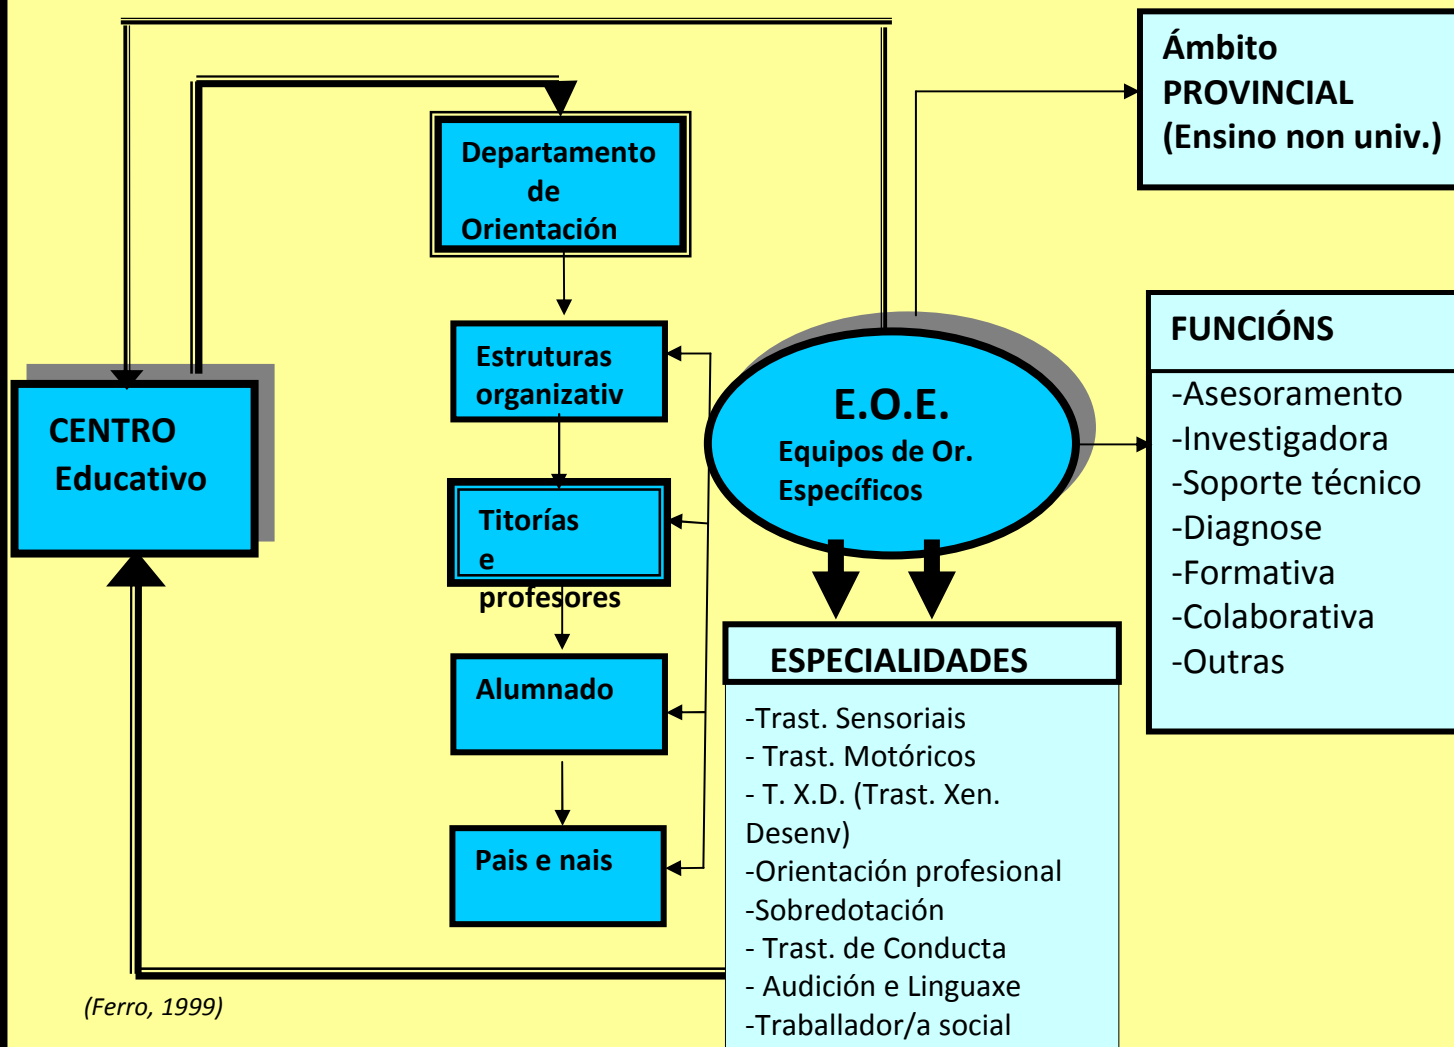 Ámbito
PROVINCIAL
(Ensino non univ.)
Departamento
de
Orientación
FUNCIÓNS
-Asesoramento
-Investigadora
-Soporte técnico
-Diagnose
-Formativa
-Colaborativa
-Outras
Estruturas
organizativ
E.O.E.
Equipos de Or.
Específicos
CENTRO
Educativo
Titorías
e
profesores
Alumnado
Pais e nais
ESPECIALIDADES
-Trast. Sensoriais
- Trast. Motóricos
- T. X.D. (Trast. Xen.
Desenv)
-Orientación profesional
-Sobredotación
- Trast. de Conducta
- Audición e Linguaxe
-Traballador/a social
(Ferro, 1999)